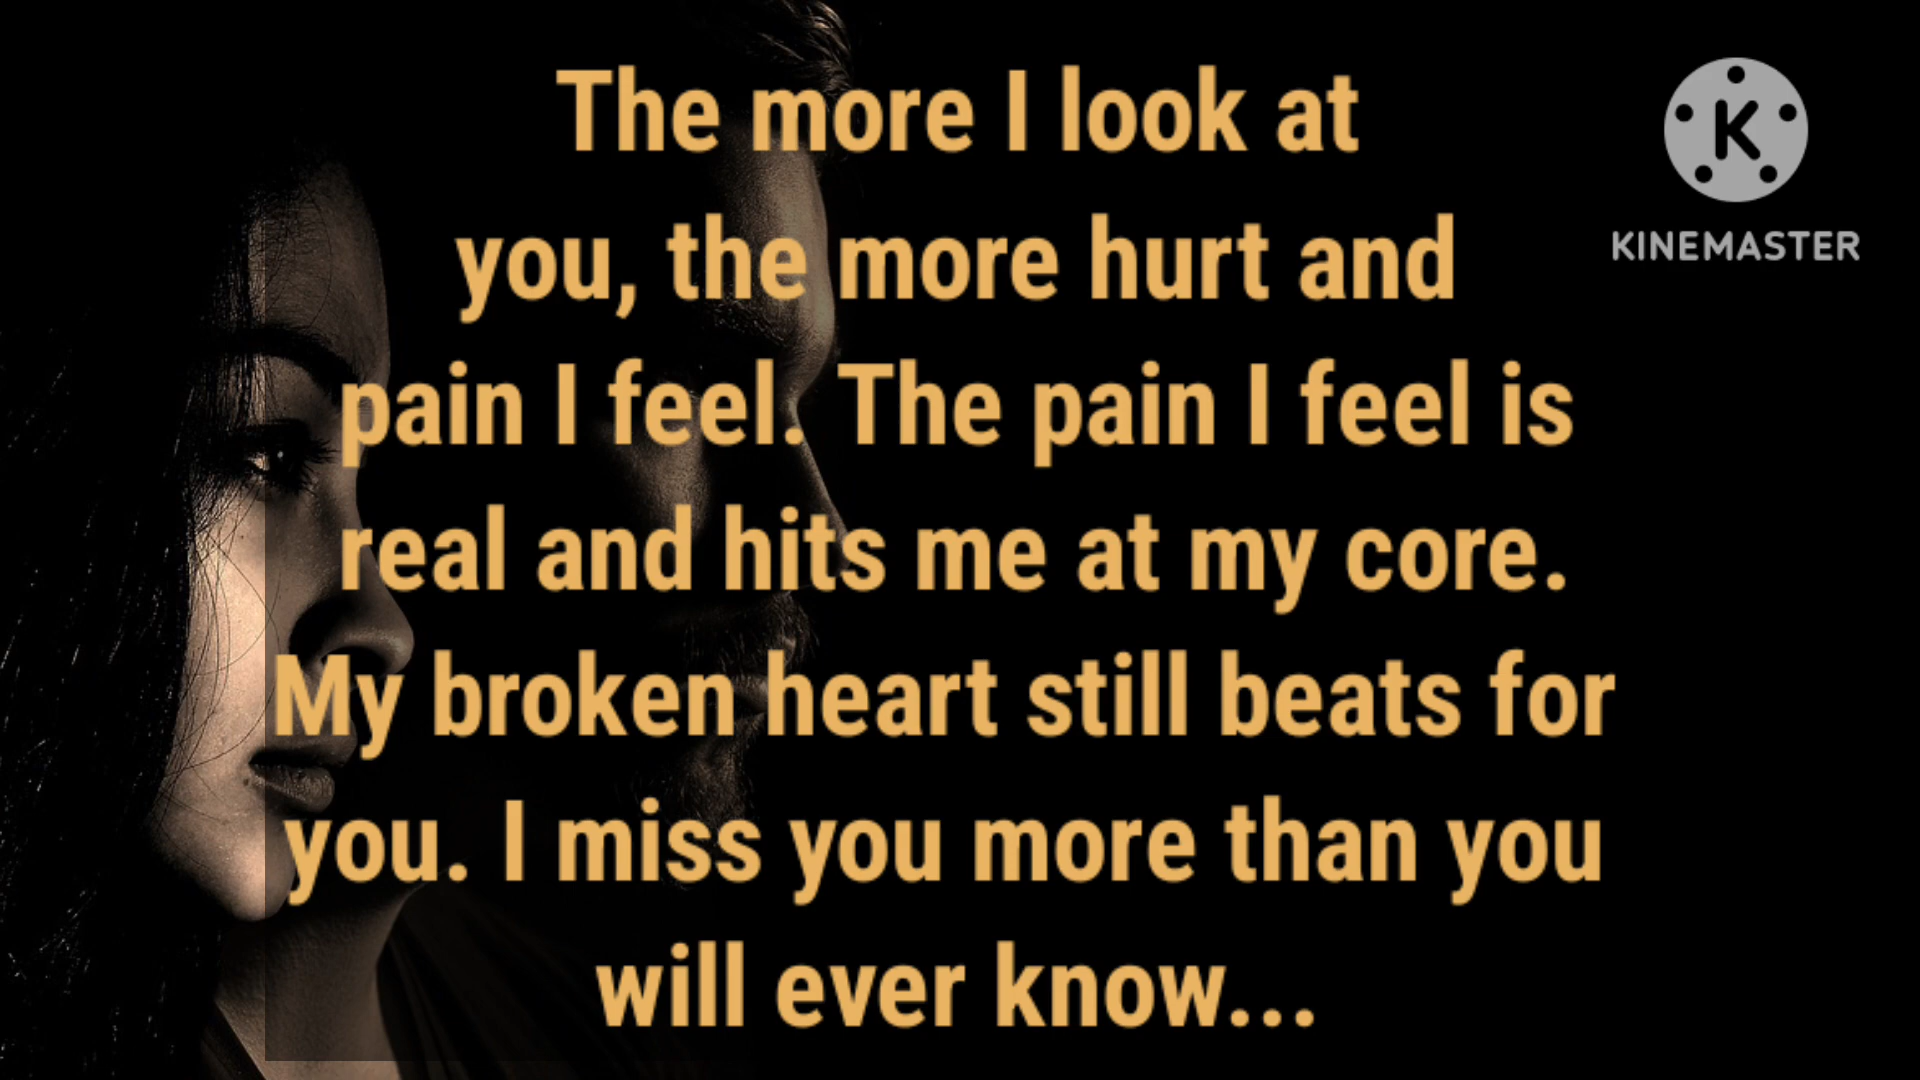 The more I look at
you, the more hurt and
pain I feel. The pain I feel is
real and hits me at my core.
My broken heart still beats for
you. I miss you more than you
will ever know...
K
KINEMASTER